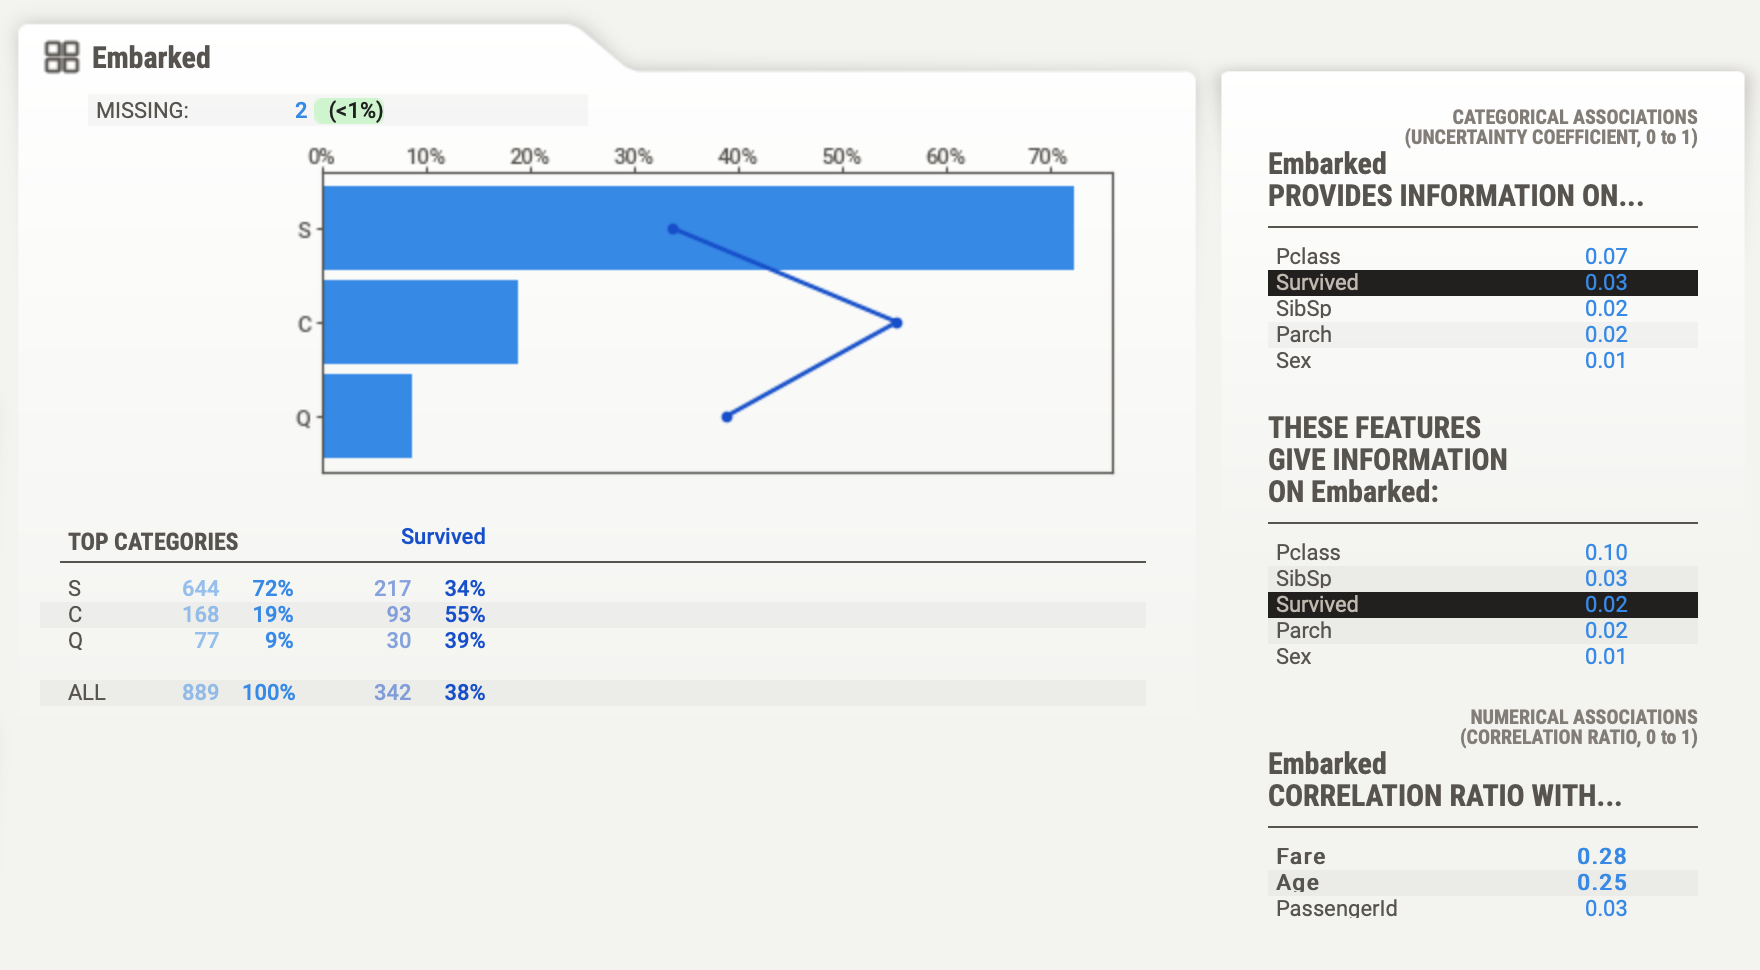 Embarked
MISSING: 2 (<1%)
0% 10% 20% 30% 40% 50% 60% 70%
S
C
Q
TOP CATEGORIES Survived
S 644 72% 217 34%
C 168 19% 93 55%
Q 77 9% 30 39%
ALL 889 100% 342 38%
CATEGORICAL ASSOCIATIONS
(UNCERTAINTY COEFFICIENT, 0 to 1)
Embarked
PROVIDES INFORMATION ON...
Pclass 0.07
Survived 0.03
SibSp 0.02
Parch 0.02
Sex 0.01
THESE FEATURES
GIVE INFORMATION
ON Embarked:
Pclass 0.10
SibSp 0.03
Survived 0.02
Parch 0.02
Sex 0.01
NUMERICAL ASSOCIATIONS
(CORRELATION RATIO, 0 to 1)
Embarked
CORRELATION RATIO WITH...
Fare 0.28
Age 0.25
PassengerId 0.03